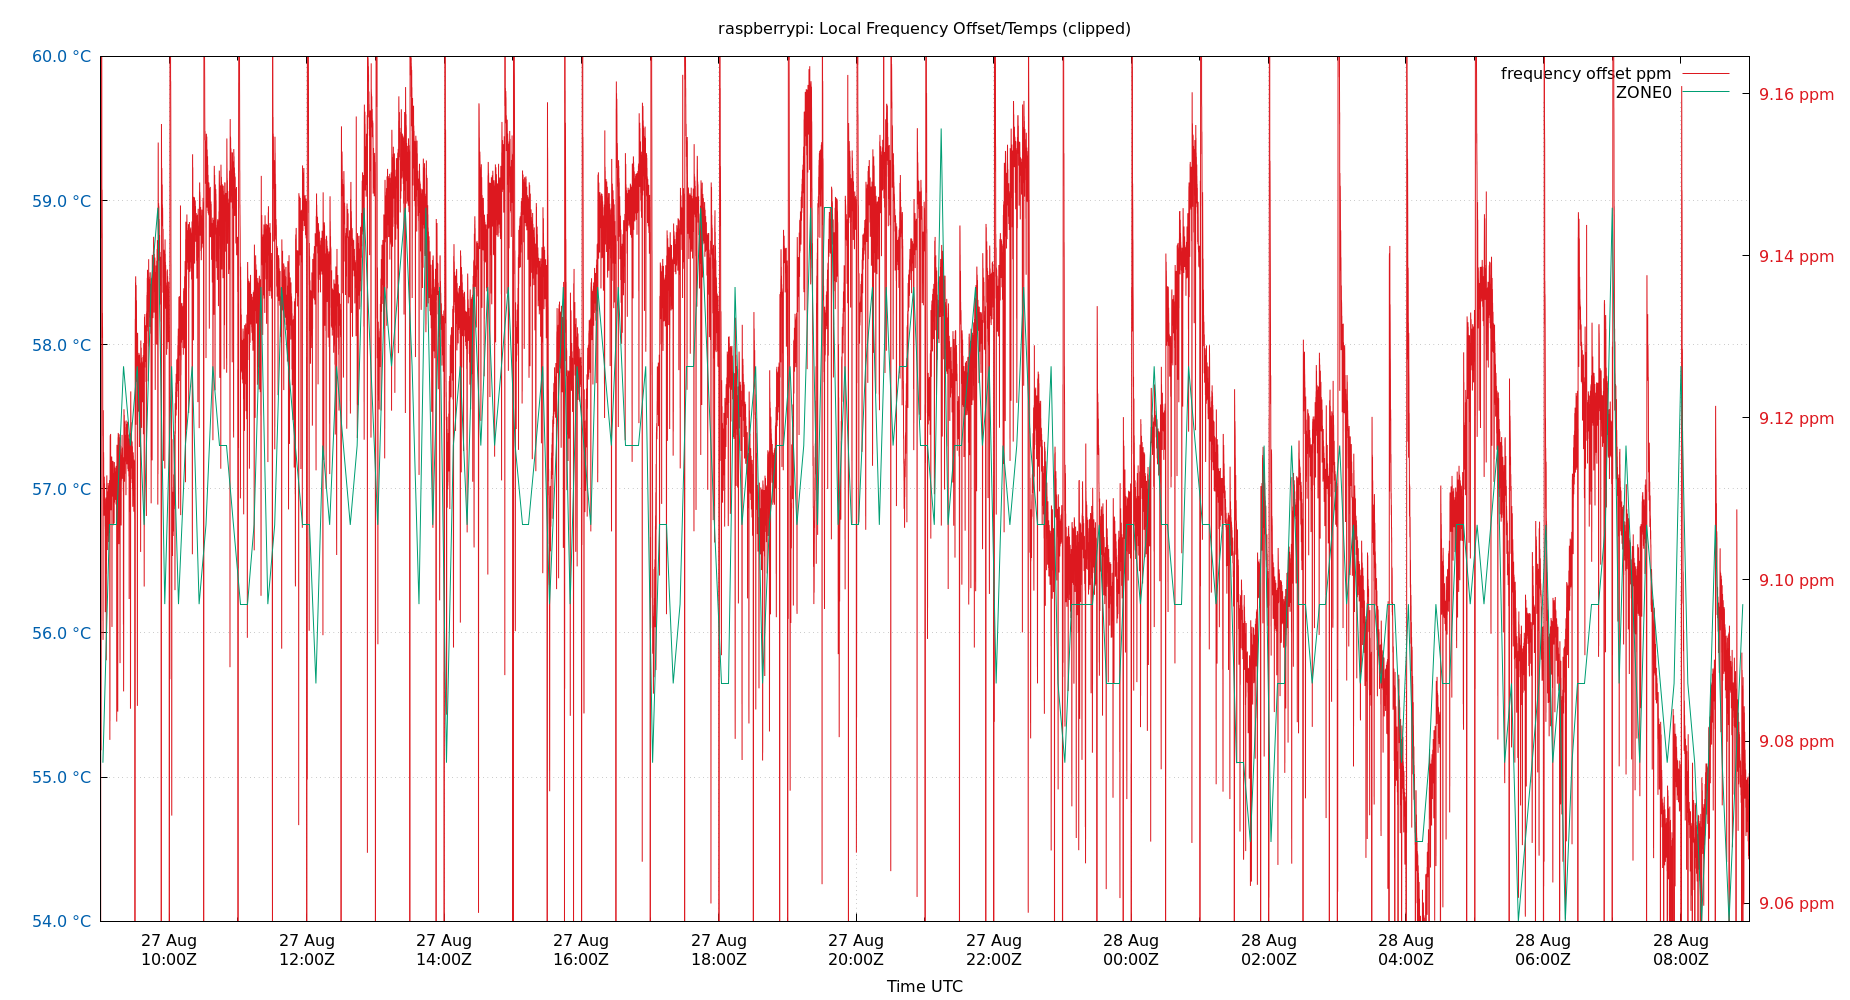 raspberrypi: Local Frequency Offset/Temps (clipped)
60.0 °C
59.0 °C
58.0 °C
57.0 °C
56.0 °C
55.0 °C
54.0 °C
frequency offset ppm
ZONE0
9.16 ppm
9.14 ppm
9.12 ppm
9.10 ppm
9.08 ppm
9.06 ppm
27 Aug
10:00Z
27 Aug
12:00Z
27 Aug
14:00Z
27 Aug
16:00Z
27 Aug
18:00Z
27 Aug
20:00Z
27 Aug
22:00Z
28 Aug
00:00Z
28 Aug
02:00Z
28 Aug
04:00Z
28 Aug
06:00Z
28 Aug
08:00Z
Time UTC